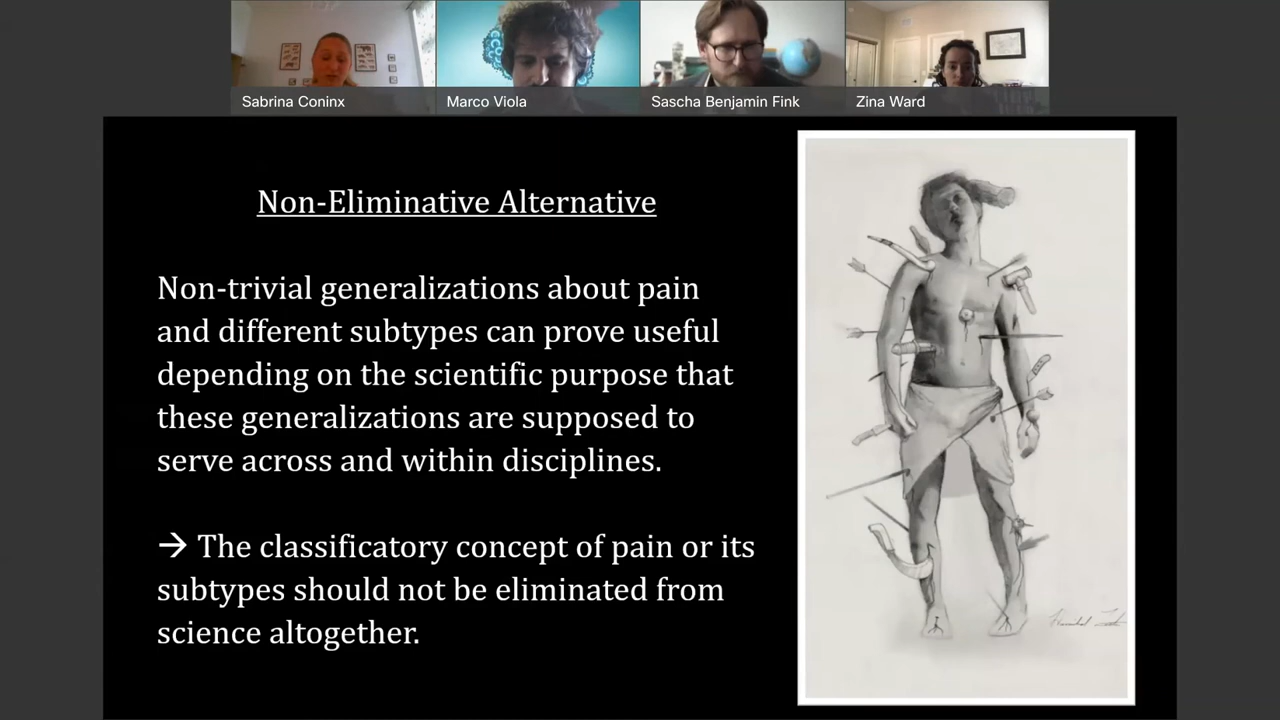 Sabrina Coninx
Marco Viola
Sascha Benjamin Fink
Zina Ward
Non-Eliminative Alternative
Non-trivial generalizations about pain
and different subtypes can prove useful
depending on the scientific purpose that
these generalizations are supposed to
serve across and within disciplines.
→ The classificatory concept of pain or its
subtypes should not be eliminated from
science altogether.